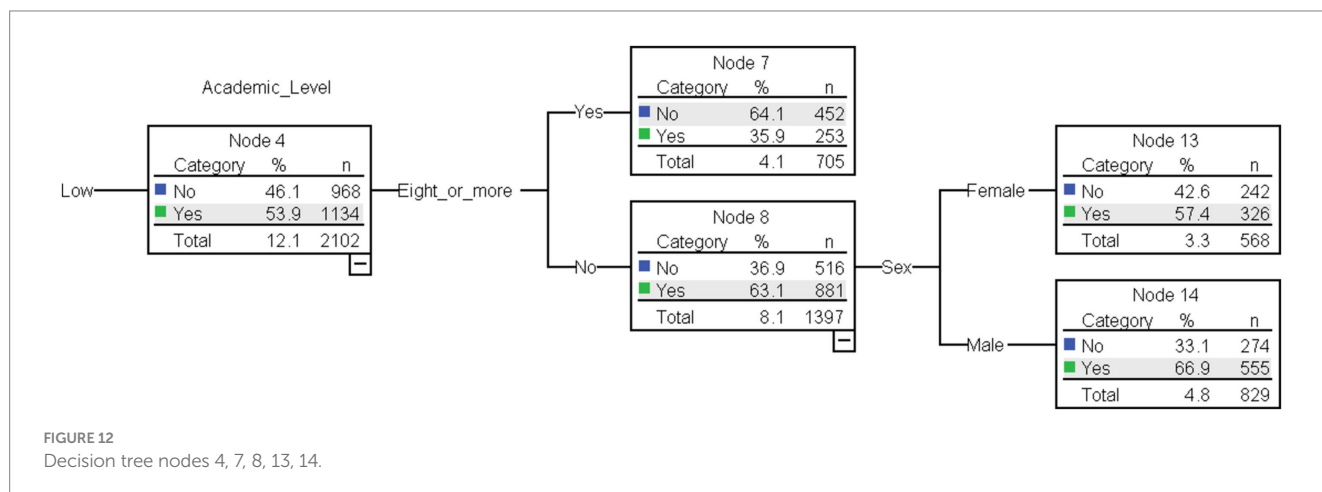 Academic_Level
Low
Node 4
Category % n
No 46.1 968
Yes 53.9 1134
Total 12.1 2102
Eight_or_more
Yes
Node 7
Category % n
No 64.1 452
Yes 35.9 253
Total 4.1 705
No
Node 8
Category % n
No 36.9 516
Yes 63.1 881
Total 8.1 1397
Sex
Female
Node 13
Category % n
No 42.6 242
Yes 57.4 326
Total 3.3 568
Male
Node 14
Category % n
No 33.1 274
Yes 66.9 555
Total 4.8 829
FIGURE 12
Decision tree nodes 4, 7, 8, 13, 14.